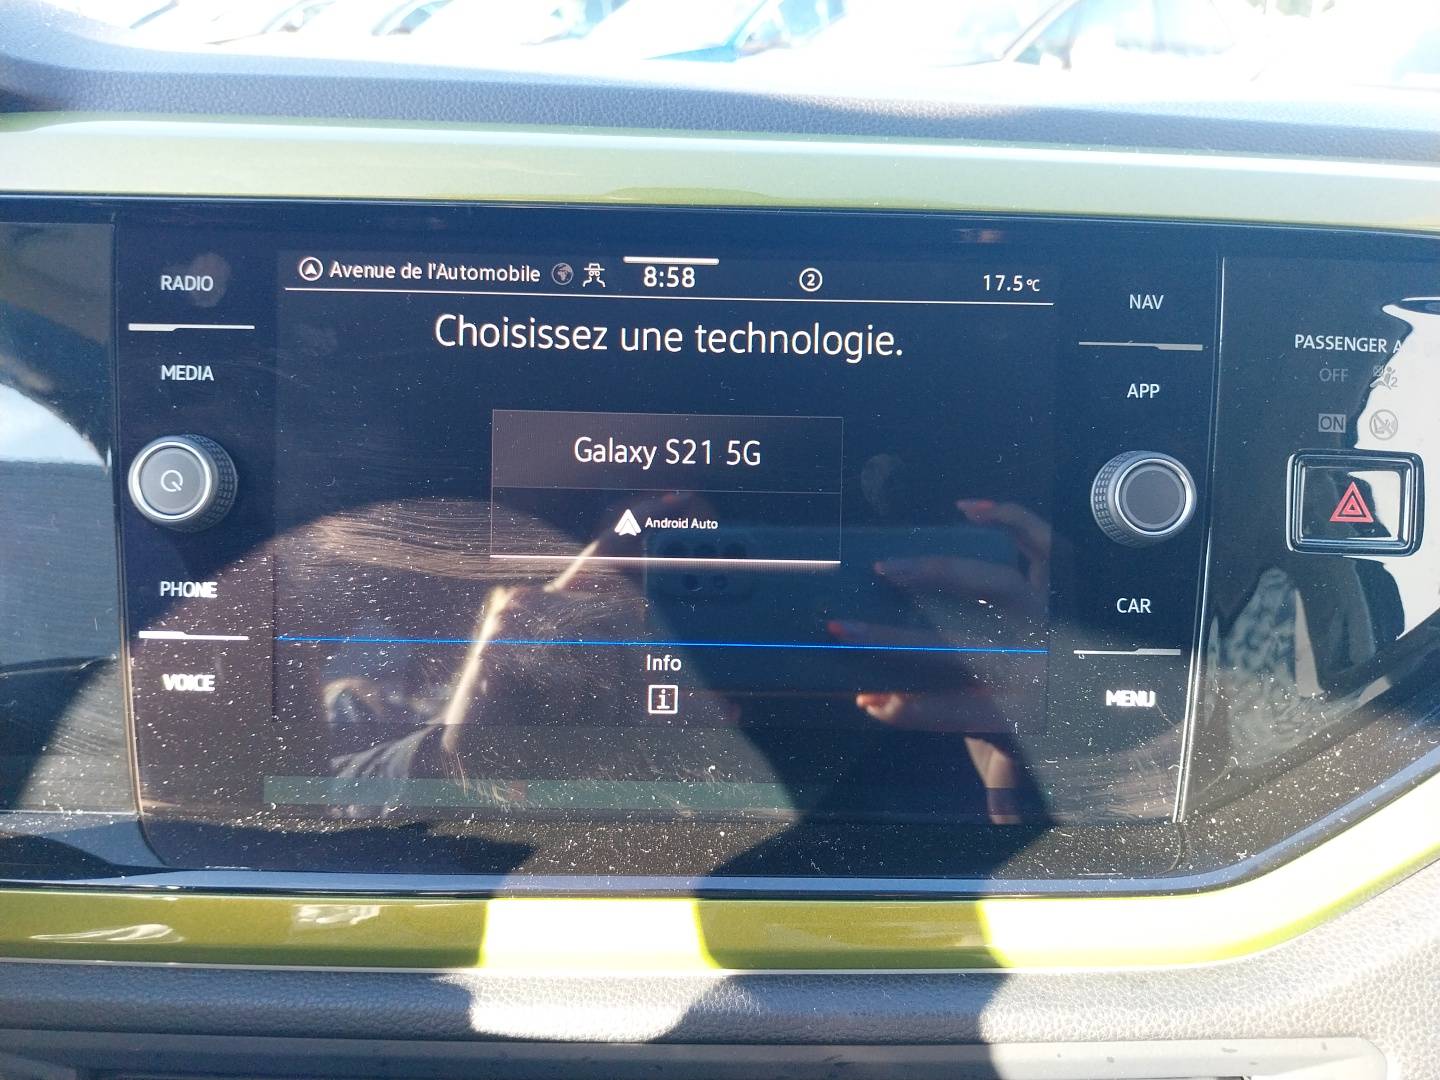 RADIO
MEDIA
PHONE
VOICE
Avenue de l'Automobile
8:58
2
17.5°C
Choisissez une technologie.
Galaxy S21 5G
Android Auto
Info
i
NAV
APP
CAR
MENU
PASSENGER
OFF
2
ON